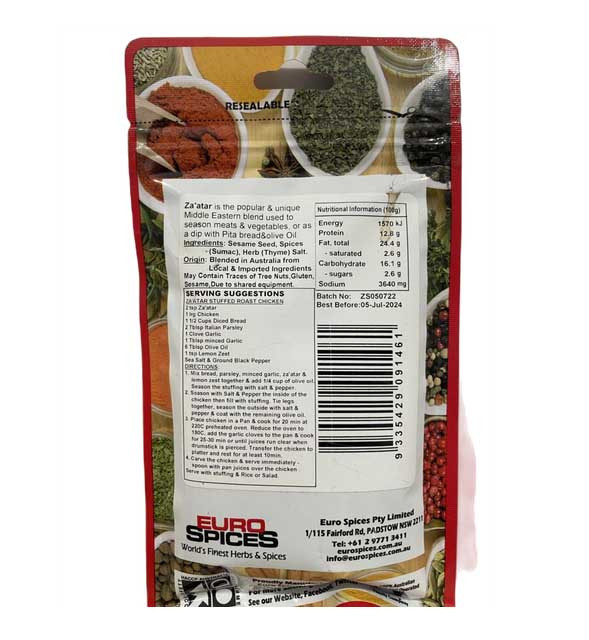 RESEALABLE
Za'atar is the popular & unique
Middle Eastern blend used to
season meats & vegetables, or as
a dip with Pita bread&olive Oil.
Ingredients: Sesame Seed, Spices
(Sumac), Herb (Thyme) Salt.
Origin: Blended in Australia from
Local & Imported Ingredients
May Contain Traces of Tree Nuts,Gluten,
Sesame,Due to shared equipment.
SERVING SUGGESTIONS
ZA'ATAR STUFFED ROAST CHICKEN
2 tsp Za'atar
1 kg Chicken
1 1/2 Cups Diced Bread
2 Tblsp Italian Parsley
1 Clove Garlic
1 Tblsp minced Garlic
6 Tblsp Olive Oil
1 tsp Lemon Zest
Sea Salt & Ground Black Pepper
DIRECTIONS:
1. Mix bread, parsley, minced garlic, za'atar &
lemon zest together & add 1/4 cup of olive oil.
Season the stuffing with salt & pepper.
2. Season with Salt & Pepper the inside of the
chicken then fill with stuffing. Tie legs
together, season the outside with salt &
pepper & coat with the remaining olive oil.
3. Place chicken in a Pan & cook for 20 min at
220C preheated oven. Reduce the oven to
180C, add the garlic cloves to the pan & cook
for 25-30 min or until juices run clear when
drumstick is pierced. Transfer the chicken to
platter and rest for at least 10min.
4. Carve the chicken & serve immediately -
spoon with pan juices over the chicken
Serve with stuffing & Rice or Salad.
Nutritional Information (100g)
Energy 1570 kJ
Protein 12.8 g
Fat, total 24.4 g
- saturated 2.6 g
Carbohydrate 16.1 g
- sugars 2.6 g
Sodium 3640 mg
Batch No: ZS050722
Best Before:05-Jul-2024
9 335429 091461
EURO
SPICES
World's Finest Herbs & Spices
Euro Spices Pty Limited
1/115 Fairford Rd, PADSTOW NSW 2211
Tel: +61 2 9771 3411
eurospices.com.au
info@eurospices.com.au
HACCP AUSTRALIA
Proudly
For more
See our Website, Facebook,